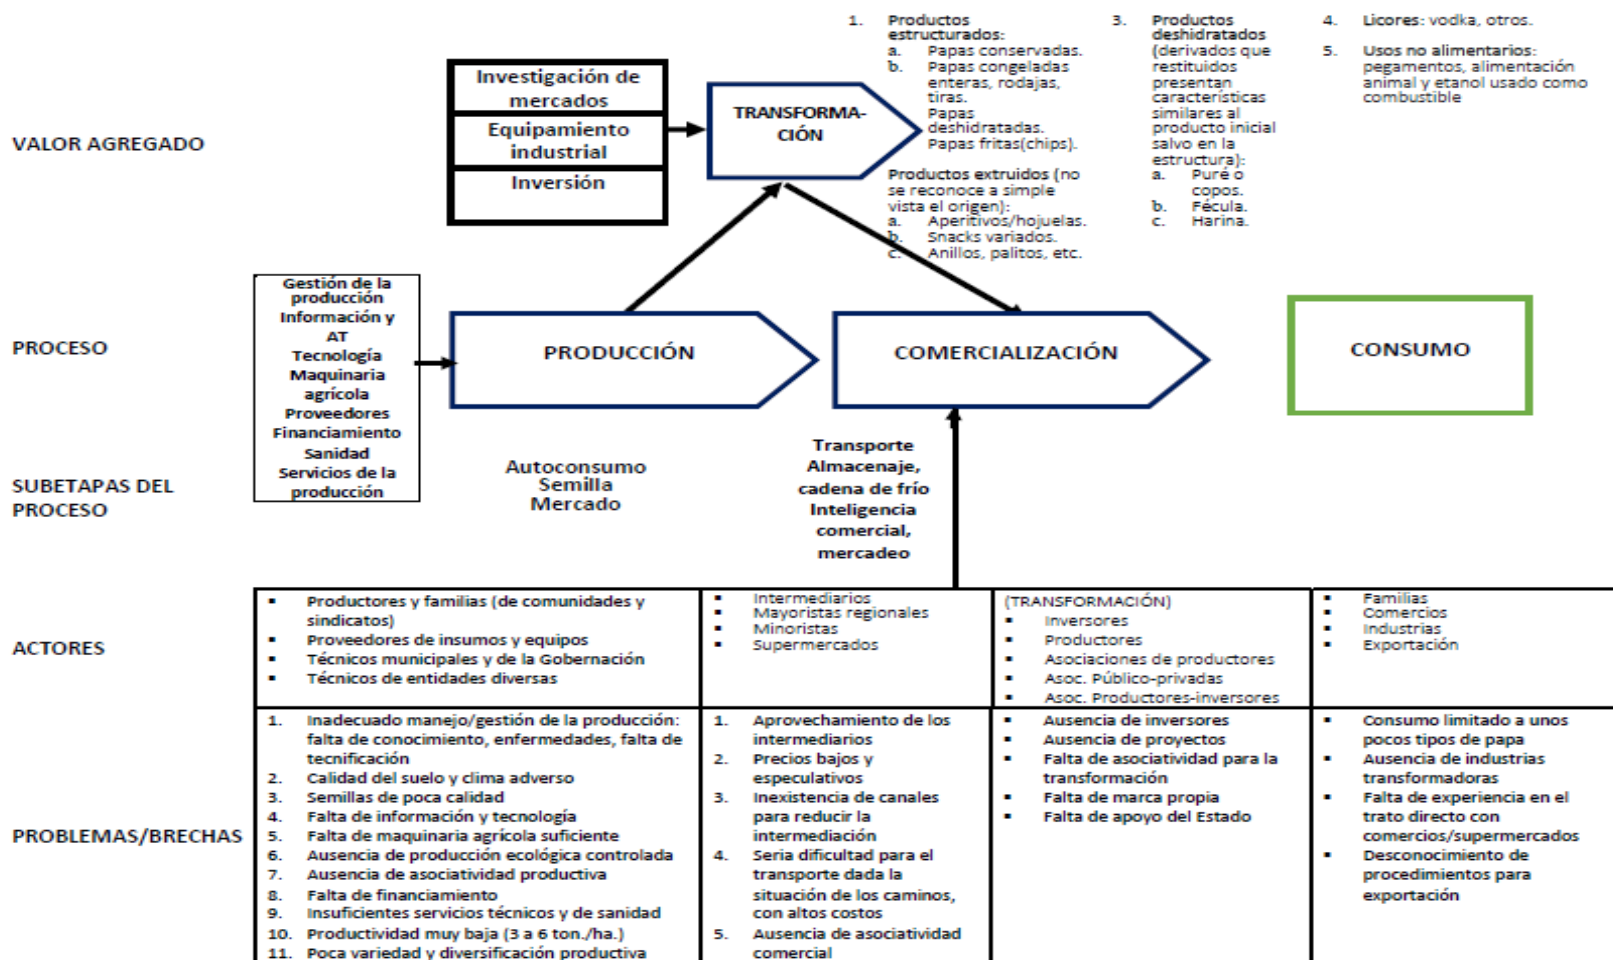 VALOR AGREGADO
Investigación de
mercados
Equipamiento
industrial
Inversión
TRANSFORMA-
CIÓN
1. Productos
estructurados:
a. Papas conservadas.
b. Papas congeladas
enteras, rodajas,
tiras.
Papas
deshidratadas.
Papas fritas(chips).
Productos extruidos (no
se reconoce a simple
vista el origen):
a. Aperitivos/hojuelas.
b. Snacks variados.
c. Anillos, palitos, etc.
3. Productos
deshidratados
(derivados que
restituidos
presentan
características
similares al
producto inicial
salvo en la
estructura):
a. Puré o
copos.
b. Fécula.
c. Harina.
4. Licores: vodka, otros.
5. Usos no alimentarios:
pegamentos, alimentación
animal y etanol usado como
combustible
PROCESO
Gestión de la
producción
Información y
AT
Tecnología
Maquinaria
agrícola
Proveedores
Financiamiento
Sanidad
Servicios de la
producción
PRODUCCIÓN
COMERCIALIZACIÓN
CONSUMO
SUBETAPAS DEL
PROCESO
Autoconsumo
Semilla
Mercado
Transporte
Almacenaje,
cadena de frío
Inteligencia
comercial,
mercadeo
ACTORES
▪ Productores y familias (de comunidades y
sindicatos)
▪ Proveedores de insumos y equipos
▪ Técnicos municipales y de la Gobernación
▪ Técnicos de entidades diversas
▪ Intermediarios
▪ Mayoristas regionales
▪ Minoristas
▪ Supermercados
(TRANSFORMACIÓN)
▪ Inversores
▪ Productores
▪ Asociaciones de productores
▪ Asoc. Público-privadas
▪ Asoc. Productores-inversores
▪ Familias
▪ Comercios
▪ Industrias
▪ Exportación
PROBLEMAS/BRECHAS
1. Inadecuado manejo/gestión de la producción:
falta de conocimiento, enfermedades, falta de
tecnificación
2. Calidad del suelo y clima adverso
3. Semillas de poca calidad
4. Falta de información y tecnología
5. Falta de maquinaria agrícola suficiente
6. Ausencia de producción ecológica controlada
7. Ausencia de asociatividad productiva
8. Falta de financiamiento
9. Insuficientes servicios técnicos y de sanidad
10. Productividad muy baja (3 a 6 ton./ha.)
11. Poca variedad y diversificación productiva
1. Aprovechamiento de los
intermediarios
2. Precios bajos y
especulativos
3. Inexistencia de canales
para reducir la
intermediación
4. Seria dificultad para el
transporte dada la
situación de los caminos,
con altos costos
5. Ausencia de asociatividad
comercial
▪ Ausencia de inversores
▪ Ausencia de proyectos
▪ Falta de asociatividad para la
transformación
▪ Falta de marca propia
▪ Falta de apoyo del Estado
▪ Consumo limitado a unos
pocos tipos de papa
▪ Ausencia de industrias
transformadoras
▪ Falta de experiencia en el
trato directo con
comercios/supermercados
▪ Desconocimiento de
procedimientos para
exportación